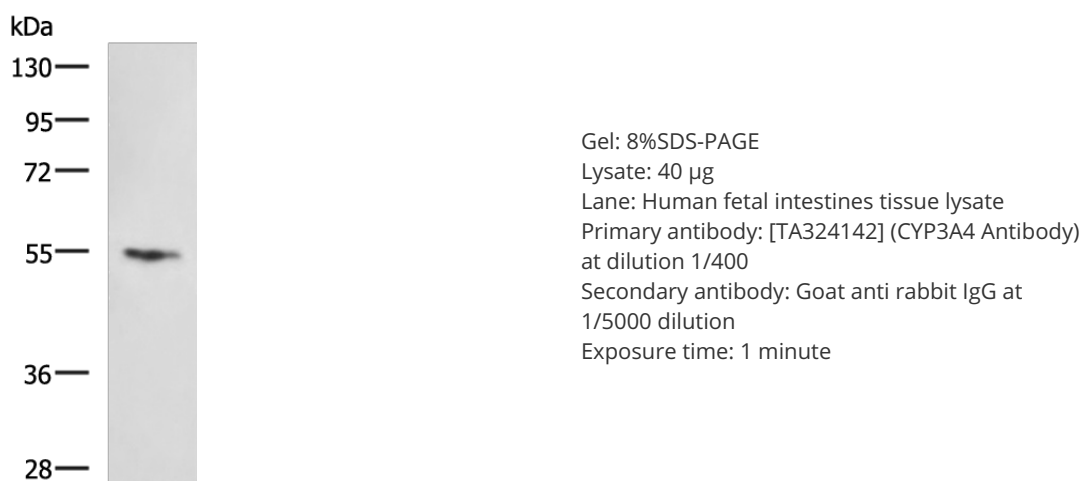 kDa
130
95
72
55
36
28
Gel: 8%SDS-PAGE
Lysate: 40 µg
Lane: Human fetal intestines tissue lysate
Primary antibody: [TA324142] (CYP3A4 Antibody)
at dilution 1/400
Secondary antibody: Goat anti rabbit IgG at
1/5000 dilution
Exposure time: 1 minute